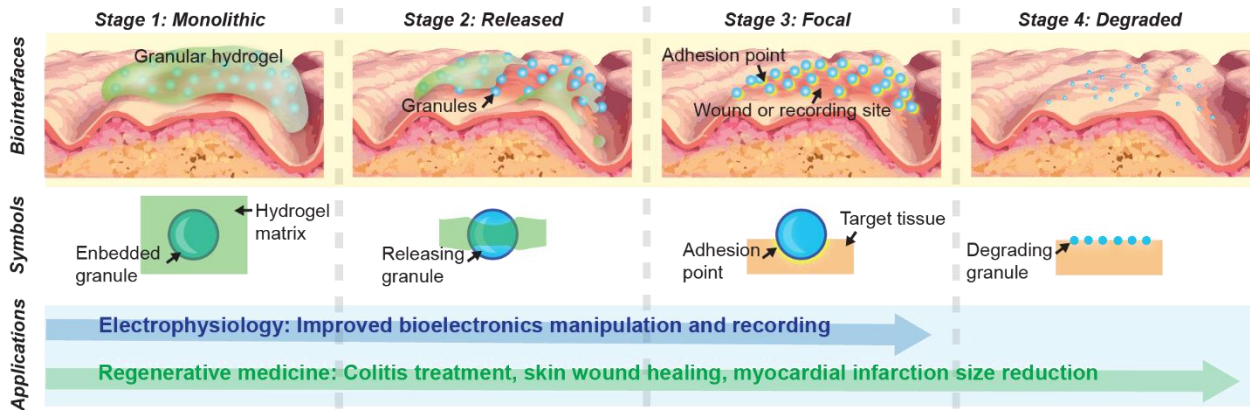 Stage 1: Monolithic
Stage 2: Released
Stage 3: Focal
Stage 4: Degraded
Biointerfaces
Granular hydrogel
Granules
Adhesion point
Wound or recording site
Symbols
Hydrogel
matrix
Enbedded
granule
Releasing
granule
Target tissue
Adhesion
point
Degrading
granule
Applications
Electrophysiology: Improved bioelectronics manipulation and recording
Regenerative medicine: Colitis treatment, skin wound healing, myocardial infarction size reduction